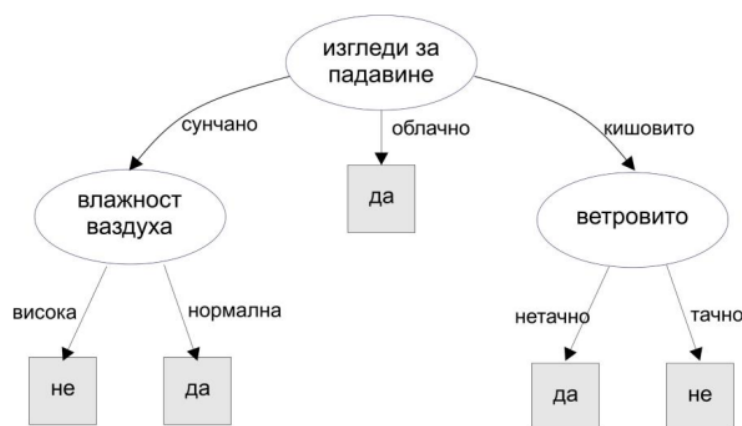 изгледи за
падавине
сунчано
облачно
кишовито
влажност
ваздуха
да
ветровито
висока
нормална
нетачно
тачно
не
да
да
не